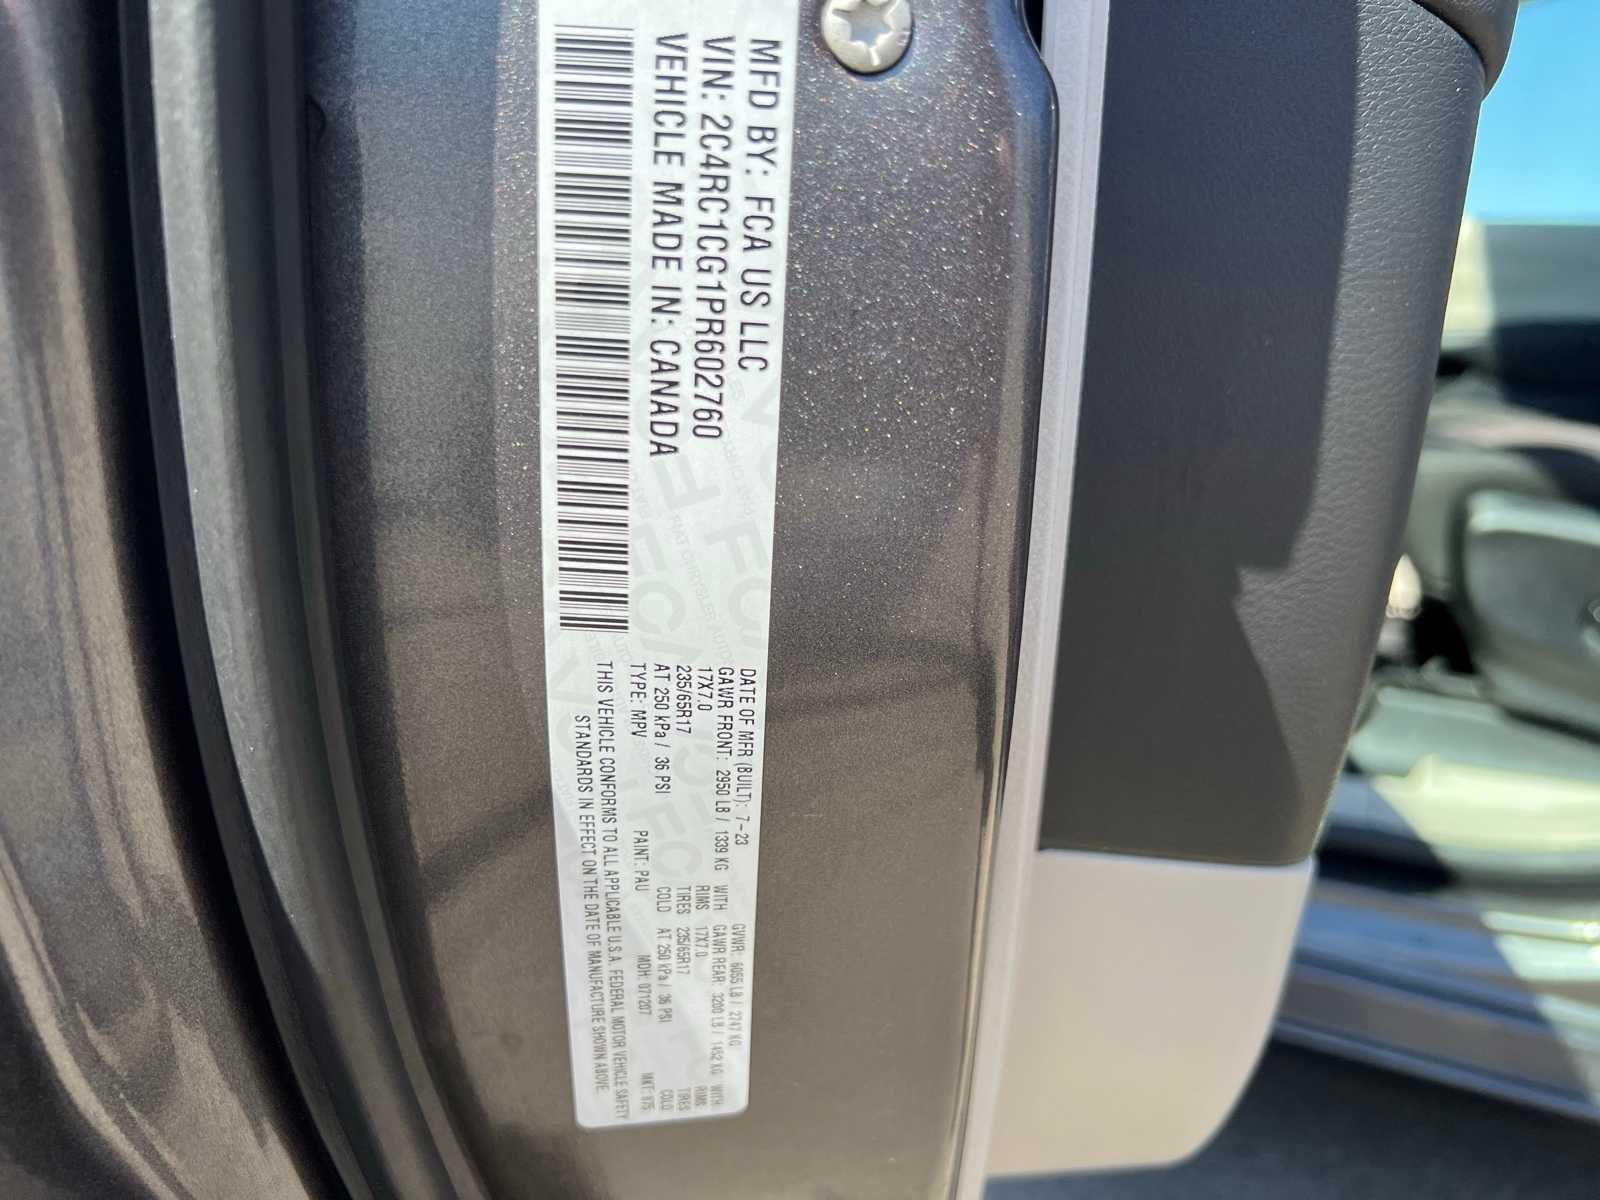 MFD BY: FCA US LLC
VIN: 2C4RC1CG1PR602760
VEHICLE MADE IN: CANADA
DATE OF MFR (BUILT): 7-23 GVWR: 6055 LB / 2747 KG
GAWR FRONT: 2950 LB / 1339 KG WITH GAWR REAR: 3200 LB / 1452 KG WITH
17X7.0 RIMS 17X7.0 RIMS
235/65R17 TIRES 235/65R17 TIRES
AT 250 kPa / 36 PSI COLD AT 250 kPa / 36 PSI COLD
TYPE: MPV PAINT: PAU MDH: 071207 MKT: 875
THIS VEHICLE CONFORMS TO ALL APPLICABLE U.S.A. FEDERAL MOTOR VEHICLE SAFETY
STANDARDS IN EFFECT ON THE DATE OF MANUFACTURE SHOWN ABOVE.